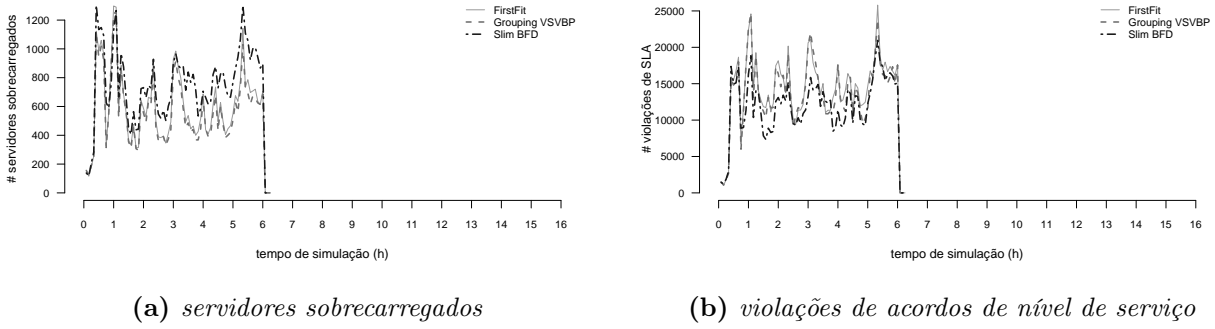 # servidores sobrecarregados
1200
1000
800
600
400
200
0
0 1 2 3 4 5 6 7 8 9 10 11 12 13 14 15 16
tempo de simulação (h)
FirstFit
Grouping VSVBP
Slim BFD
(a) servidores sobrecarregados
# violações de SLA
25000
20000
15000
10000
5000
0
0 1 2 3 4 5 6 7 8 9 10 11 12 13 14 15 16
tempo de simulação (h)
FirstFit
Grouping VSVBP
Slim BFD
(b) violações de acordos de nível de serviço